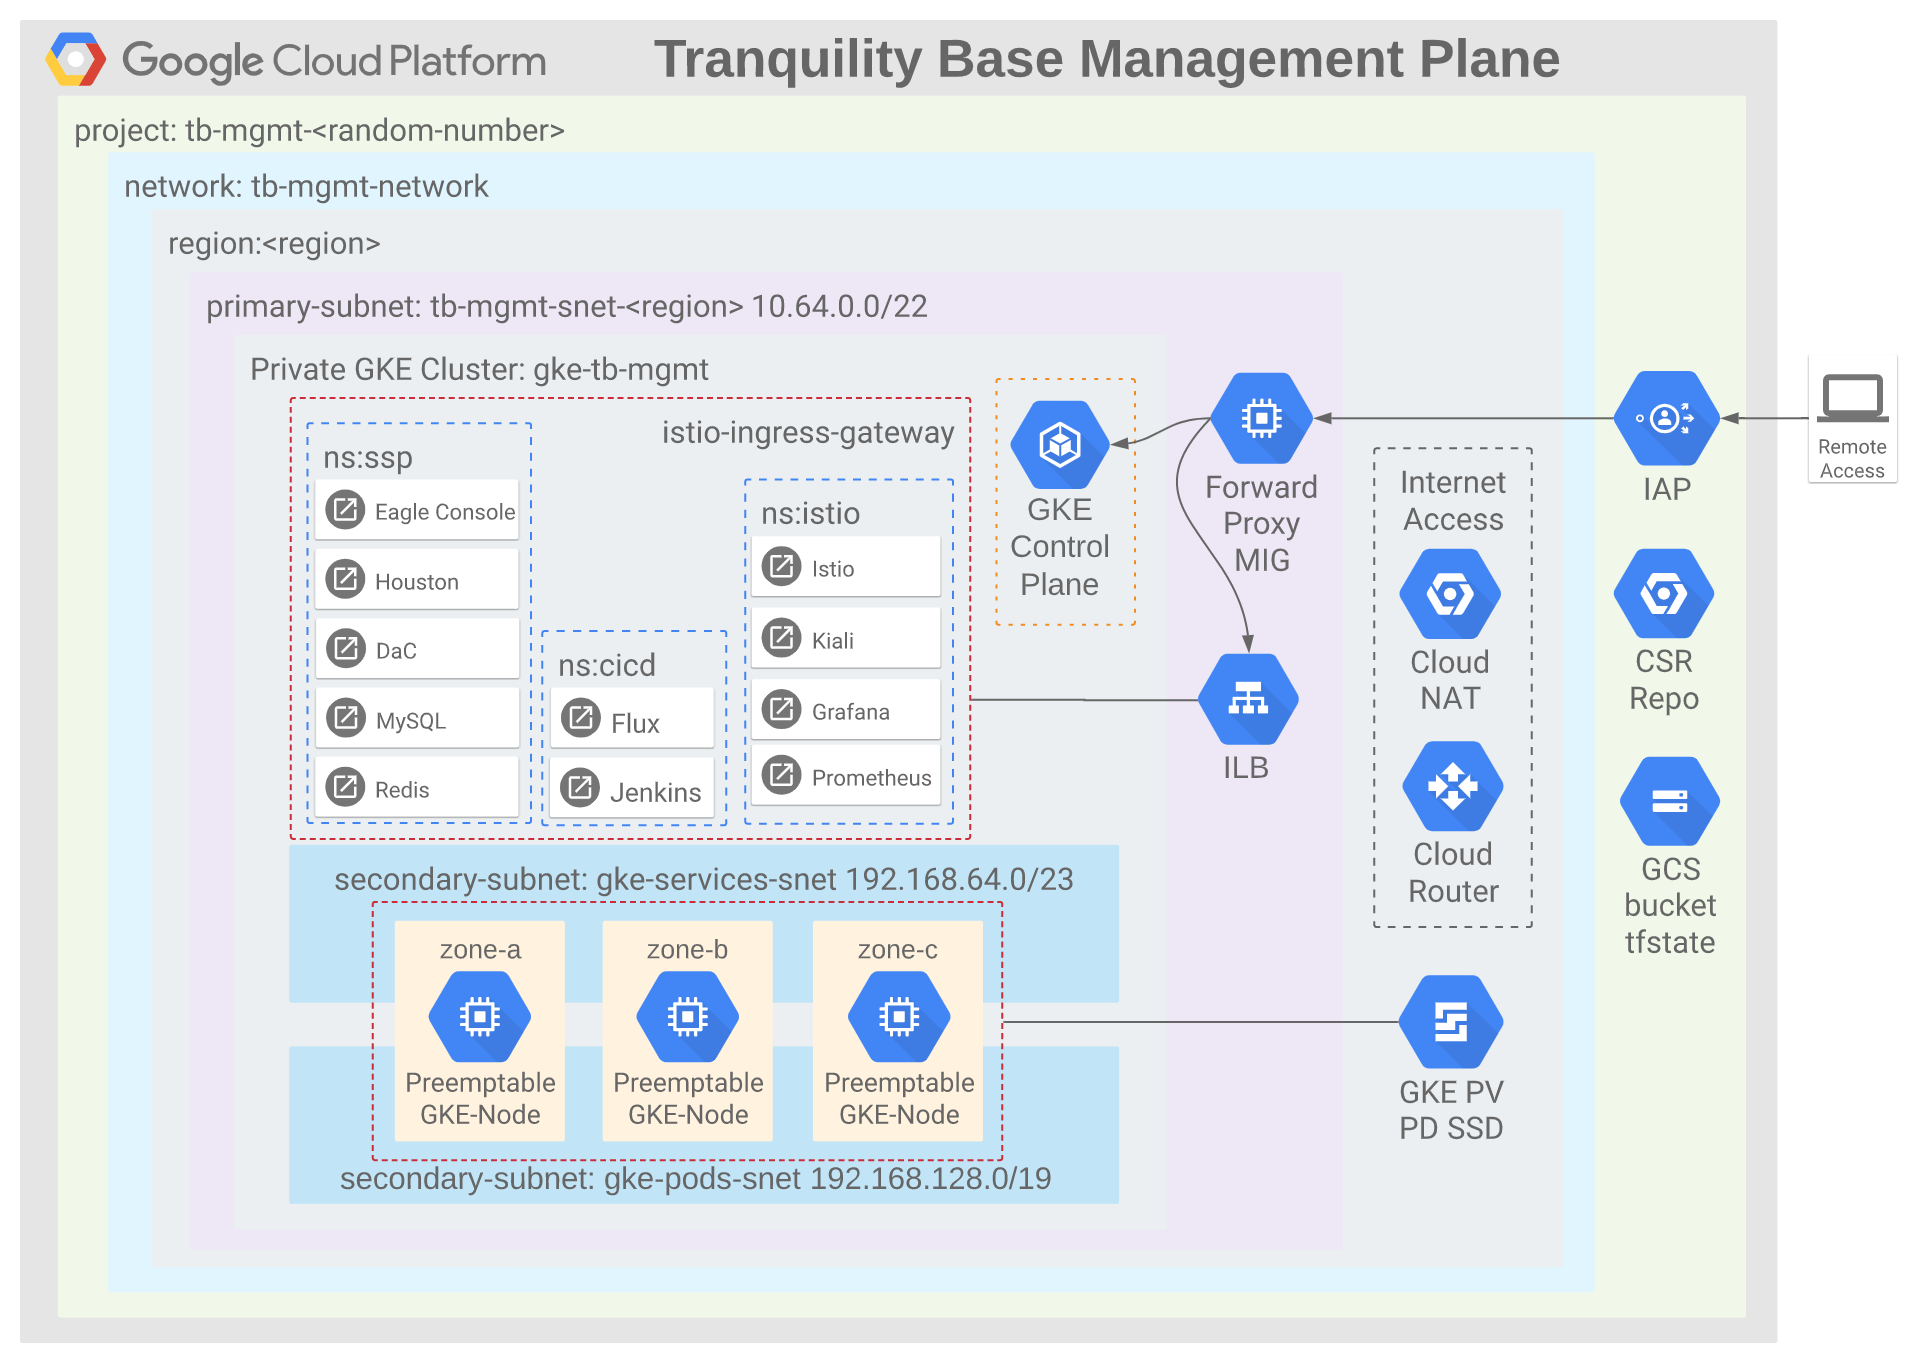 Google Cloud Platform
Tranquility Base Management Plane
project: tb-mgmt-<random-number>
network: tb-mgmt-network
region:<region>
primary-subnet: tb-mgmt-snet-<region> 10.64.0.0/22
Private GKE Cluster: gke-tb-mgmt
istio-ingress-gateway
ns:ssp
Eagle Console
Houston
DaC
MySQL
Redis
ns:cicd
Flux
Jenkins
ns:istio
Istio
Kiali
Grafana
Prometheus
GKE
Control
Plane
Forward
Proxy
MIG
ILB
Internet
Access
Cloud
NAT
Cloud
Router
IAP
Remote
Access
CSR
Repo
GCS
bucket
tfstate
secondary-subnet: gke-services-snet 192.168.64.0/23
zone-a
Preemptable
GKE-Node
zone-b
Preemptable
GKE-Node
zone-c
Preemptable
GKE-Node
GKE PV
PD SSD
secondary-subnet: gke-pods-snet 192.168.128.0/19